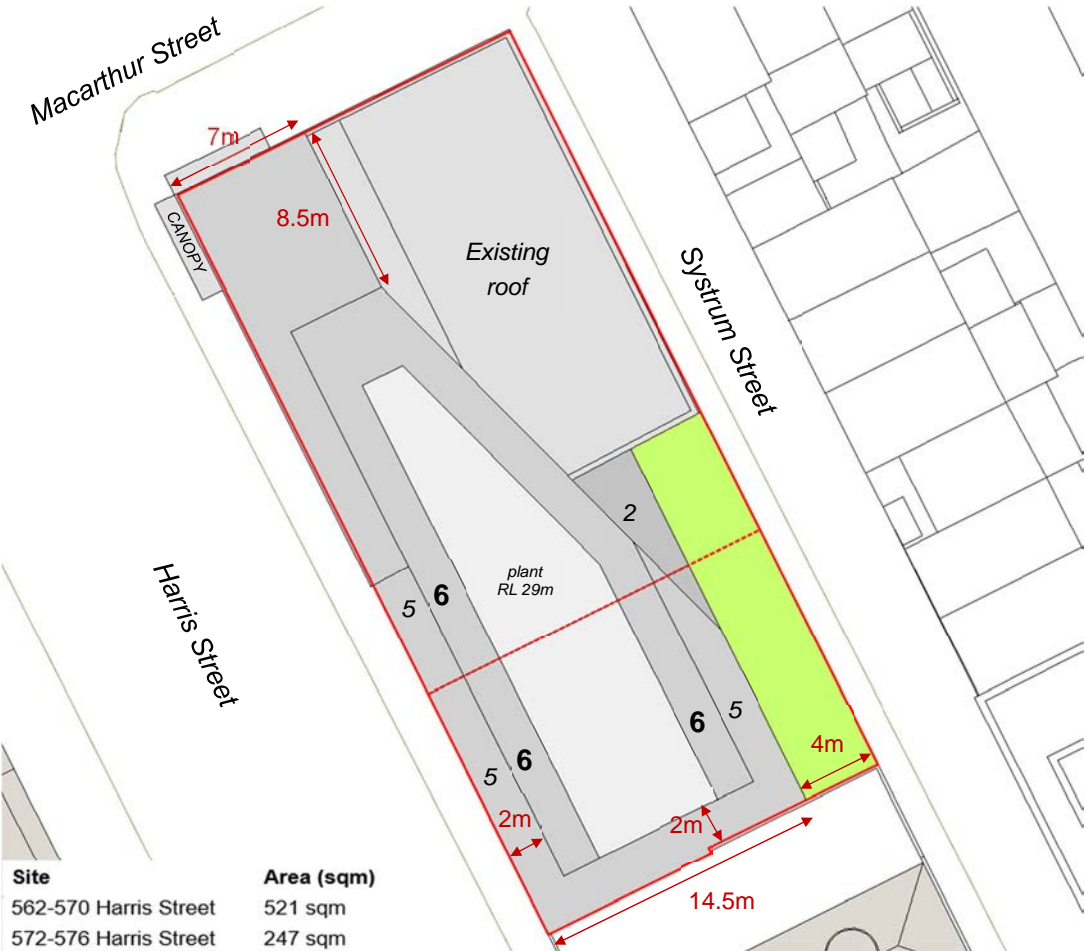 Macarthur Street
7m
CANOPY
8.5m
Existing
roof
Systrum Street
2
plant
RL 29m
Harris Street
5
6
5
6
6
5
4m
2m
2m
14.5m
Site Area (sqm)
562-570 Harris Street 521 sqm
572-576 Harris Street 247 sqm